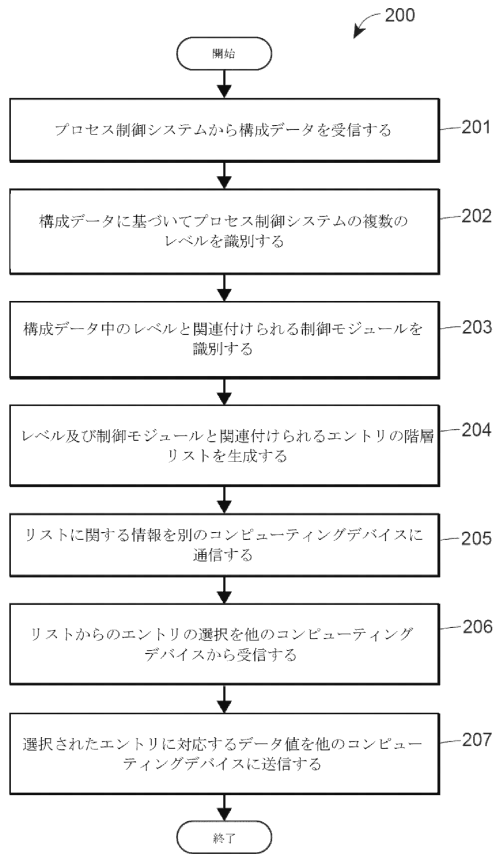 200
開始
プロセス制御システムから構成データを受信する
201
構成データに基づいてプロセス制御システムの複数の
レベルを識別する
202
構成データ中のレベルと関連付けられる制御モジュールを
識別する
203
レベル及び制御モジュールと関連付けられるエントリの階層
リストを生成する
204
リストに関する情報を別のコンピューティングデバイスに
通信する
205
リストからのエントリの選択を他のコンピューティング
デバイスから受信する
206
選択されたエントリに対応するデータ値を他のコンピュー
ティングデバイスに送信する
207
終了